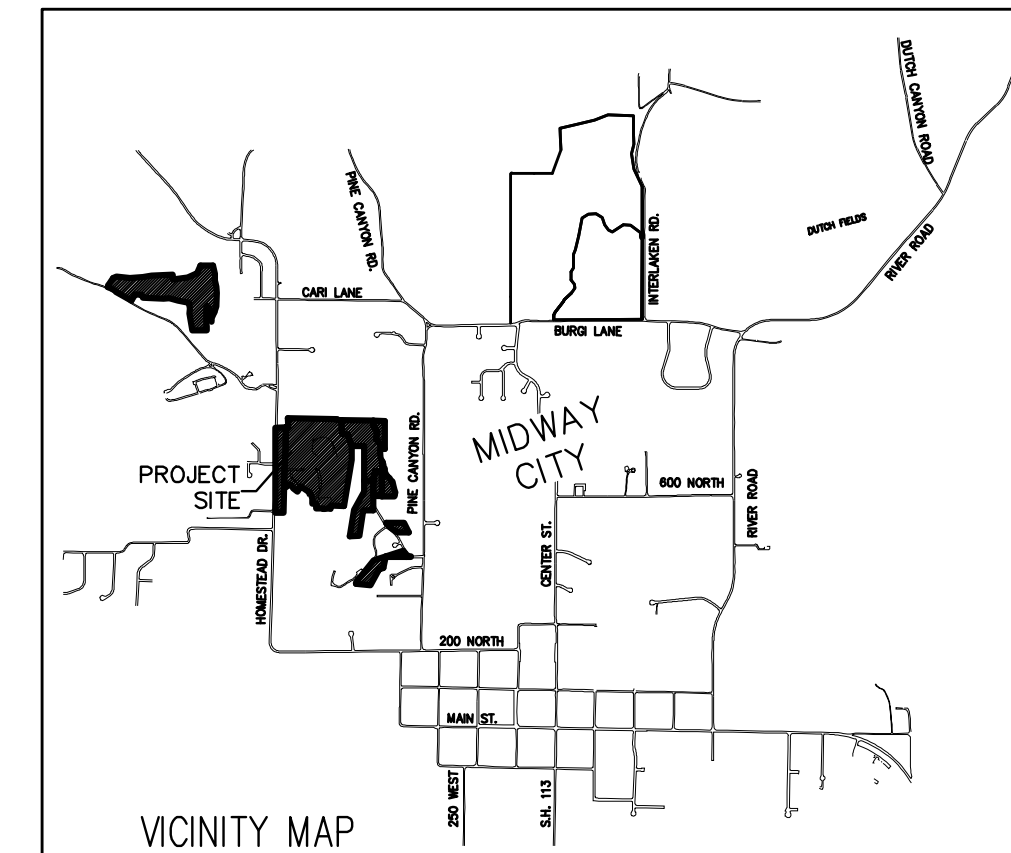 DUTCH CANYON ROAD
PINE CANYON RD.
INTERLAKEN RD.
DUTCH FIELDS
RIVER ROAD
CARI LANE
BURGI LANE
MIDWAY
CITY
PINE CANYON RD.
PROJECT
SITE
600 NORTH
RIVER ROAD
CENTER ST.
HOMESTEAD DR.
200 NORTH
MAIN ST.
250 WEST
S.H. 113
VICINITY MAP